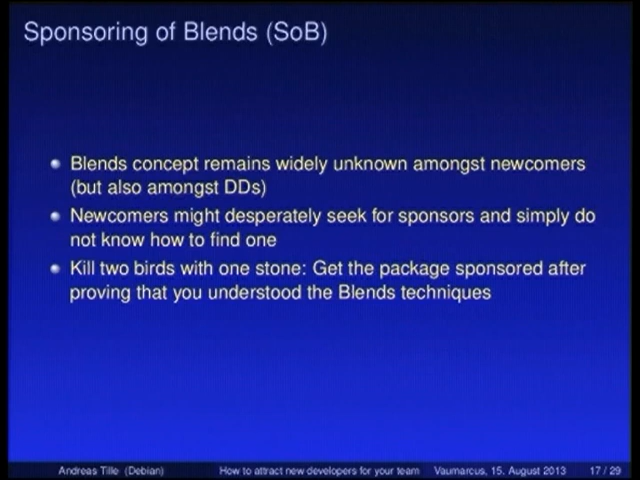 Sponsoring of Blends (SoB)
Blends concept remains widely unknown amongst newcomers
(but also amongst DDs)
Newcomers might desperately seek for sponsors and simply do
not know how to find one
Kill two birds with one stone: Get the package sponsored after
proving that you understood the Blends techniques
Andreas Tille (Debian) How to attract new developers for your team Vaumarcus, 15. August 2013 17 / 29